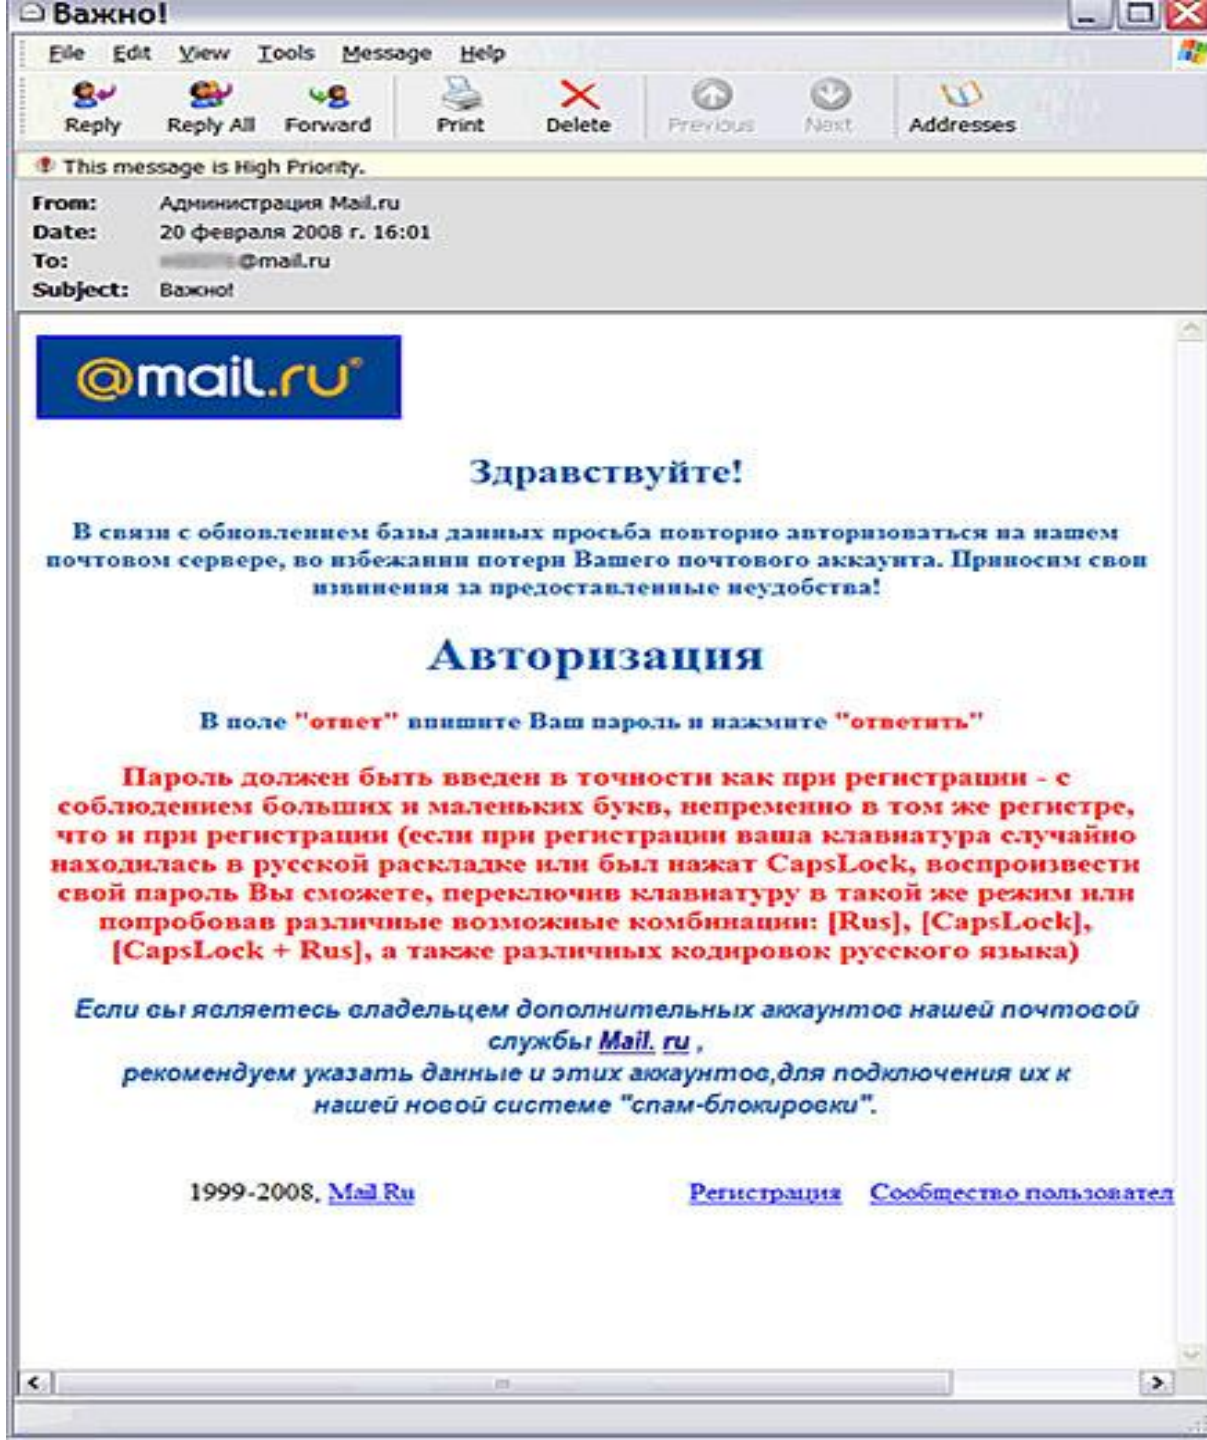 Важно!
File Edit View Tools Message Help
Reply Reply All Forward Print Delete Previous Next Addresses
This message is High Priority.
From: Администрация Mail.ru
Date: 20 февраля 2008 г. 16:01
To: @mail.ru
Subject: Важно!
@mail.ru®
Здравствуйте!
В связи с обновлением базы данных просьба повторно авторизоваться на нашем
почтовом сервере, во избежании потери Вашего почтового аккаунта. Приносим свои
извинения за предоставленные неудобства!
Авторизация
В поле "ответ" впишите Ваш пароль и нажмите "ответить"
Пароль должен быть введен в точности как при регистрации - с
соблюдением больших и маленьких букв, непременно в том же регистре,
что и при регистрации (если при регистрации ваша клавиатура случайно
находилась в русской раскладке или был нажат CapsLock, воспроизвести
свой пароль Вы сможете, переключив клавиатуру в такой же режим или
попробовав различные возможные комбинации: [Rus], [CapsLock],
[CapsLock + Rus], а также различных кодировок русского языка)
Если вы являетесь владельцем дополнительных аккаунтов нашей почтовой
службы Mail. ru ,
рекомендуем указать данные и этих аккаунтов,для подключения их к
нашей новой системе "спам-блокировки".
1999-2008, Mail.Ru Регистрация Сообщество пользовател